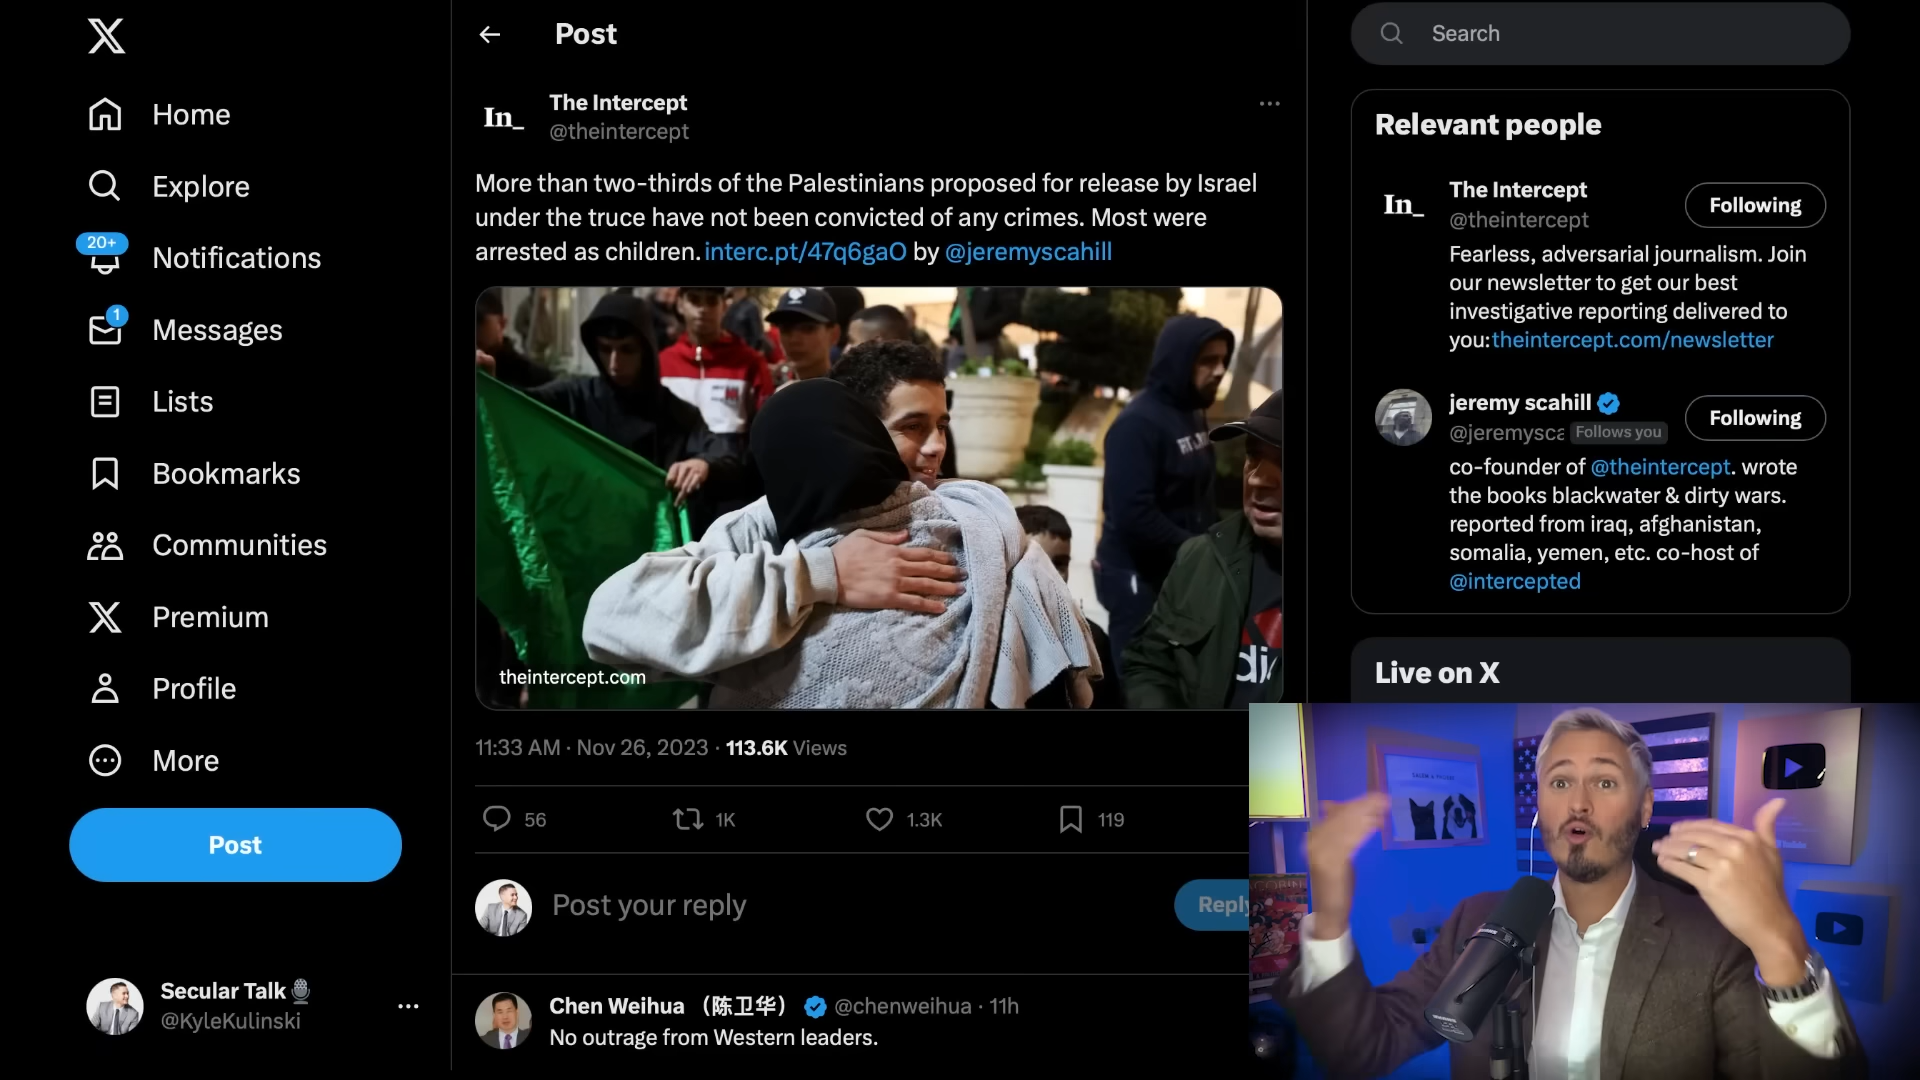 Home
Explore
20+
Notifications
1
Messages
Lists
Bookmarks
Communities
Premium
Profile
More
Post
Secular Talk
@KyleKulinski
Post
In_
The Intercept
@theintercept
More than two-thirds of the Palestinians proposed for release by Israel
under the truce have not been convicted of any crimes. Most were
arrested as children. interc.pt/47q6gaO by @jeremyscahill
theintercept.com
11:33 AM · Nov 26, 2023 · 113.6K Views
56
1K
1.3K
119
Post your reply
Reply
Chen Weihua （陈卫华） @chenweihua · 11h
No outrage from Western leaders.
Search
Relevant people
In_
The Intercept
@theintercept
Following
Fearless, adversarial journalism. Join
our newsletter to get our best
investigative reporting delivered to
you: theintercept.com/newsletter
jeremy scahill
@jeremysca
Follows you
Following
co-founder of @theintercept. wrote
the books blackwater & dirty wars.
reported from iraq, afghanistan,
somalia, yemen, etc. co-host of
@intercepted
Live on X